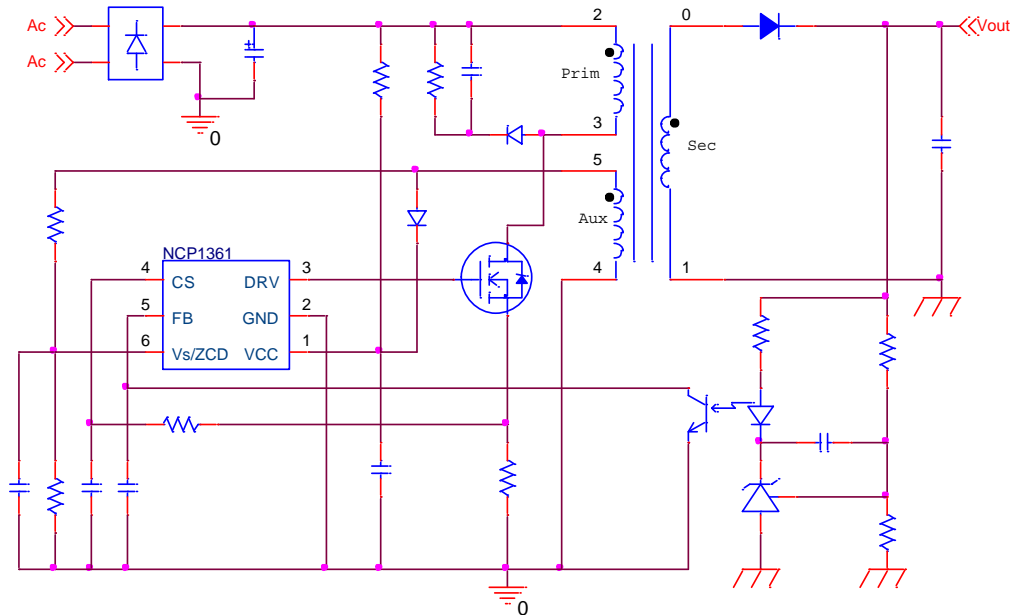 Ac
Ac
0
2
Prim
3
5
Aux
4
0
Sec
1
Vout
NCP1361
4 CS DRV 3
5 FB GND 2
6 Vs/ZCD VCC 1
0